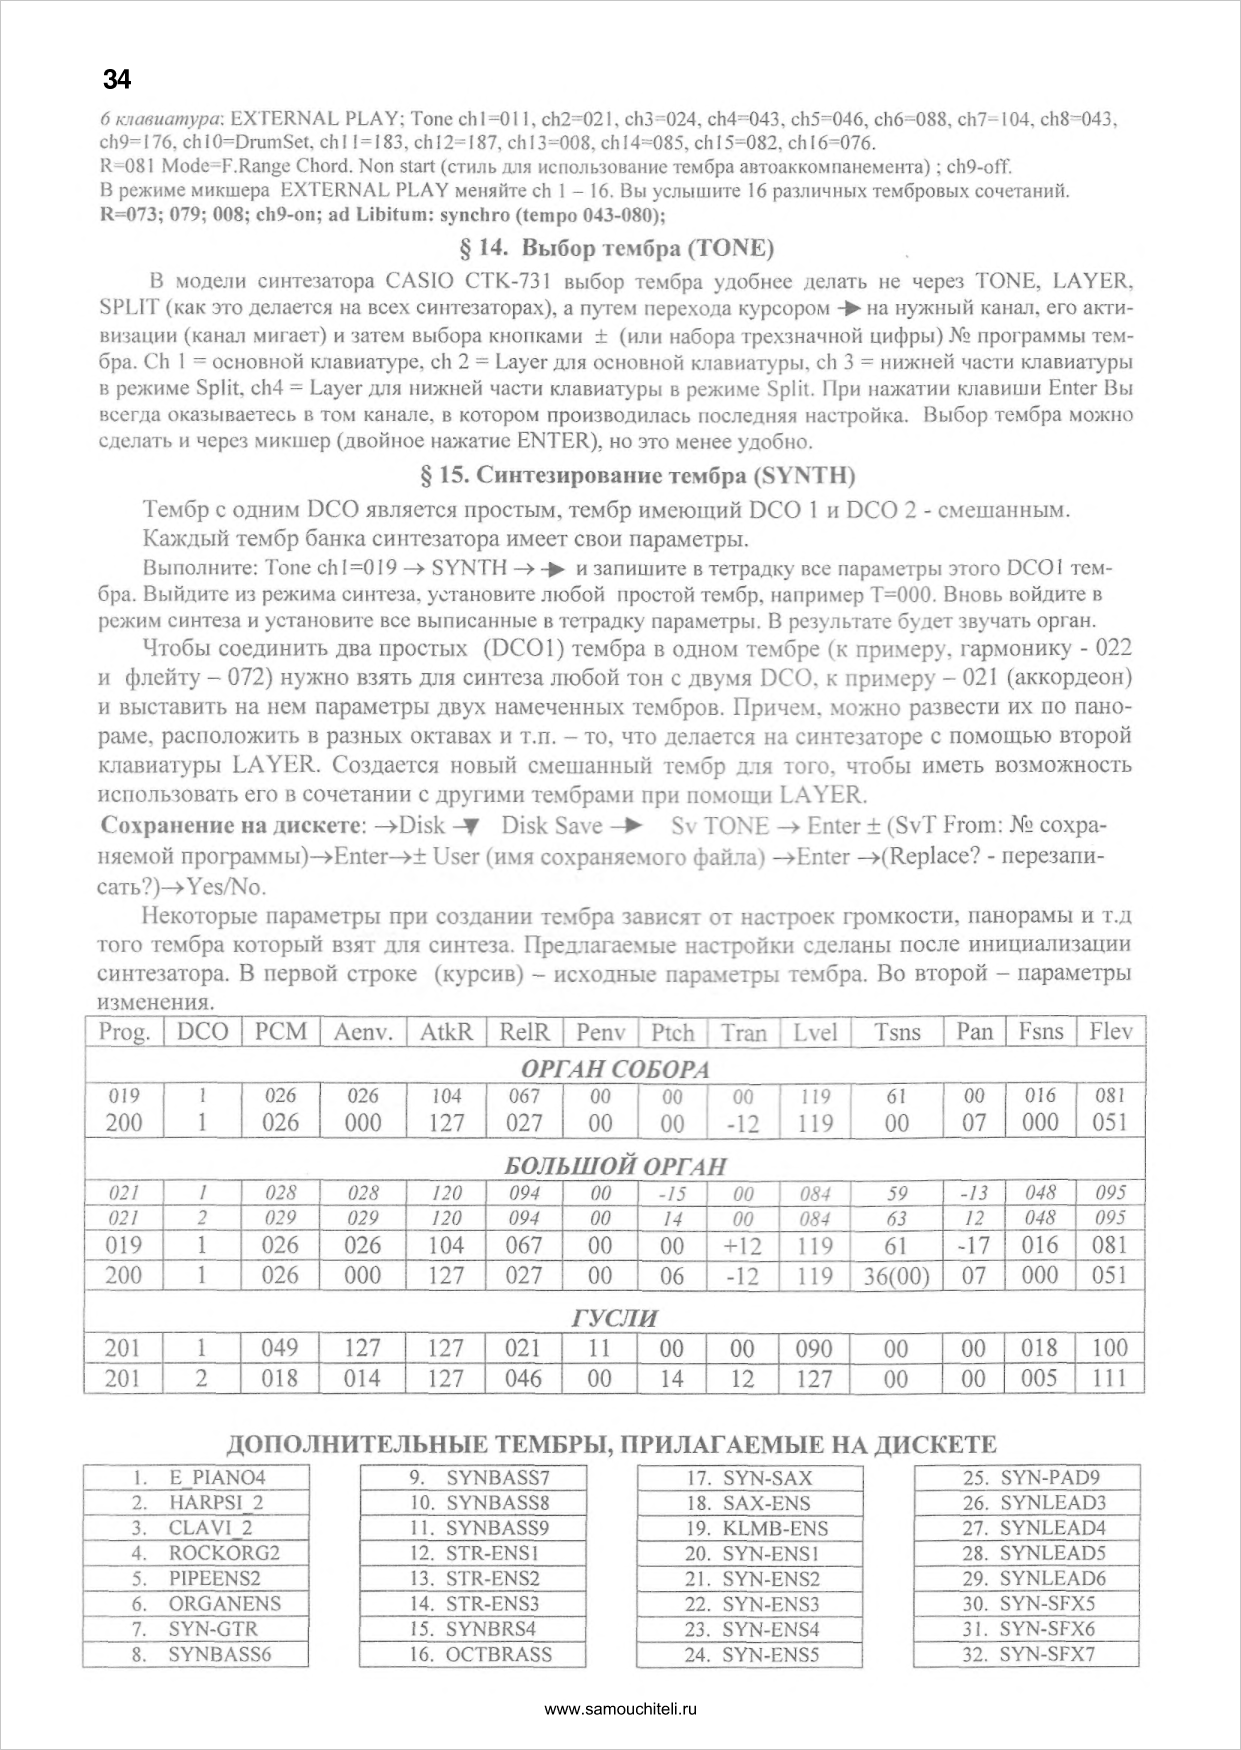 34
6 клавиатура: EXTERNAL PLAY; Tone ch1=011, ch2=021, ch3=024, ch4=043, ch5=046, ch6=088, ch7=104, ch8=043,
ch9=176, ch10=DrumSet, ch11=183, ch12=187, ch13=008, ch14=085, ch15=082, ch16=076.
R=081 Mode=F.Range Chord. Non start (стиль для использование тембра автоаккомпанемента) ; ch9-off.
В режиме микшера EXTERNAL PLAY меняйте ch 1 – 16. Вы услышите 16 различных тембровых сочетаний.
R=073; 079; 008; ch9-on; ad Libitum: synchro (tempo 043-080);
§ 14. Выбор тембра (TONE)
В модели синтезатора CASIO CTK-731 выбор тембра удобнее делать не через TONE, LAYER,
SPLIT (как это делается на всех синтезаторах), а путем перехода курсором → на нужный канал, его акти-
визации (канал мигает) и затем выбора кнопками ± (или набора трехзначной цифры) № программы тем-
бра. Ch 1 = основной клавиатуре, ch 2 = Layer для основной клавиатуры, ch 3 = нижней части клавиатуры
в режиме Split, ch4 = Layer для нижней части клавиатуры в режиме Split. При нажатии клавиши Enter Вы
всегда оказываетесь в том канале, в котором производилась последняя настройка. Выбор тембра можно
сделать и через микшер (двойное нажатие ENTER), но это менее удобно.
§ 15. Синтезирование тембра (SYNTH)
Тембр с одним DCO является простым, тембр имеющий DCO 1 и DCO 2 - смешанным.
Каждый тембр банка синтезатора имеет свои параметры.
Выполните: Tone ch1=019 → SYNTH → → и запишите в тетрадку все параметры этого DCO1 тем-
бра. Выйдите из режима синтеза, установите любой простой тембр, например T=000. Вновь войдите в
режим синтеза и установите все выписанные в тетрадку параметры. В результате будет звучать орган.
Чтобы соединить два простых (DCO1) тембра в одном тембре (к примеру, гармонику - 022
и флейту – 072) нужно взять для синтеза любой тон с двумя DCO, к примеру – 021 (аккордеон)
и выставить на нем параметры двух намеченных тембров. Причем, можно развести их по пано-
раме, расположить в разных октавах и т.п. – то, что делается на синтезаторе с помощью второй
клавиатуры LAYER. Создается новый смешанный тембр для того, чтобы иметь возможность
использовать его в сочетании с другими тембрами при помощи LAYER.
Сохранение на дискете: →Disk ▼ Disk Save → Sv TONE → Enter ± (SvT From: № сохра-
няемой программы)→Enter→± User (имя сохраняемого файла) →Enter →(Replace? - перезапи-
сать?)→Yes/No.
Некоторые параметры при создании тембра зависят от настроек громкости, панорамы и т.д
того тембра который взят для синтеза. Предлагаемые настройки сделаны после инициализации
синтезатора. В первой строке (курсив) – исходные параметры тембра. Во второй – параметры
изменения.
Prog. DCO PCM Aenv. AtkR RelR Penv Ptch Tran Lvel Tsns Pan Fsns Flev
ОРГАН СОБОРА
019 1 026 026 104 067 00 00 00 119 61 00 016 081
200 1 026 000 127 027 00 00 -12 119 00 07 000 051
БОЛЬШОЙ ОРГАН
021 1 028 028 120 094 00 -15 00 084 59 -13 048 095
021 2 029 029 120 094 00 14 00 084 63 12 048 095
019 1 026 026 104 067 00 00 +12 119 61 -17 016 081
200 1 026 000 127 027 00 06 -12 119 36(00) 07 000 051
ГУСЛИ
201 1 049 127 127 021 11 00 00 090 00 00 018 100
201 2 018 014 127 046 00 14 12 127 00 00 005 111
ДОПОЛНИТЕЛЬНЫЕ ТЕМБРЫ, ПРИЛАГАЕМЫЕ НА ДИСКЕТЕ
1. E_PIANO4 9. SYNBASS7 17. SYN-SAX 25. SYN-PAD9
2. HARPSI_2 10. SYNBASS8 18. SAX-ENS 26. SYNLEAD3
3. CLAVI_2 11. SYNBASS9 19. KLMB-ENS 27. SYNLEAD4
4. ROCKORG2 12. STR-ENS1 20. SYN-ENS1 28. SYNLEAD5
5. PIPEENS2 13. STR-ENS2 21. SYN-ENS2 29. SYNLEAD6
6. ORGANENS 14. STR-ENS3 22. SYN-ENS3 30. SYN-SFX5
7. SYN-GTR 15. SYNBRS4 23. SYN-ENS4 31. SYN-SFX6
8. SYNBASS6 16. OCTBRASS 24. SYN-ENS5 32. SYN-SFX7
www.samouchiteli.ru